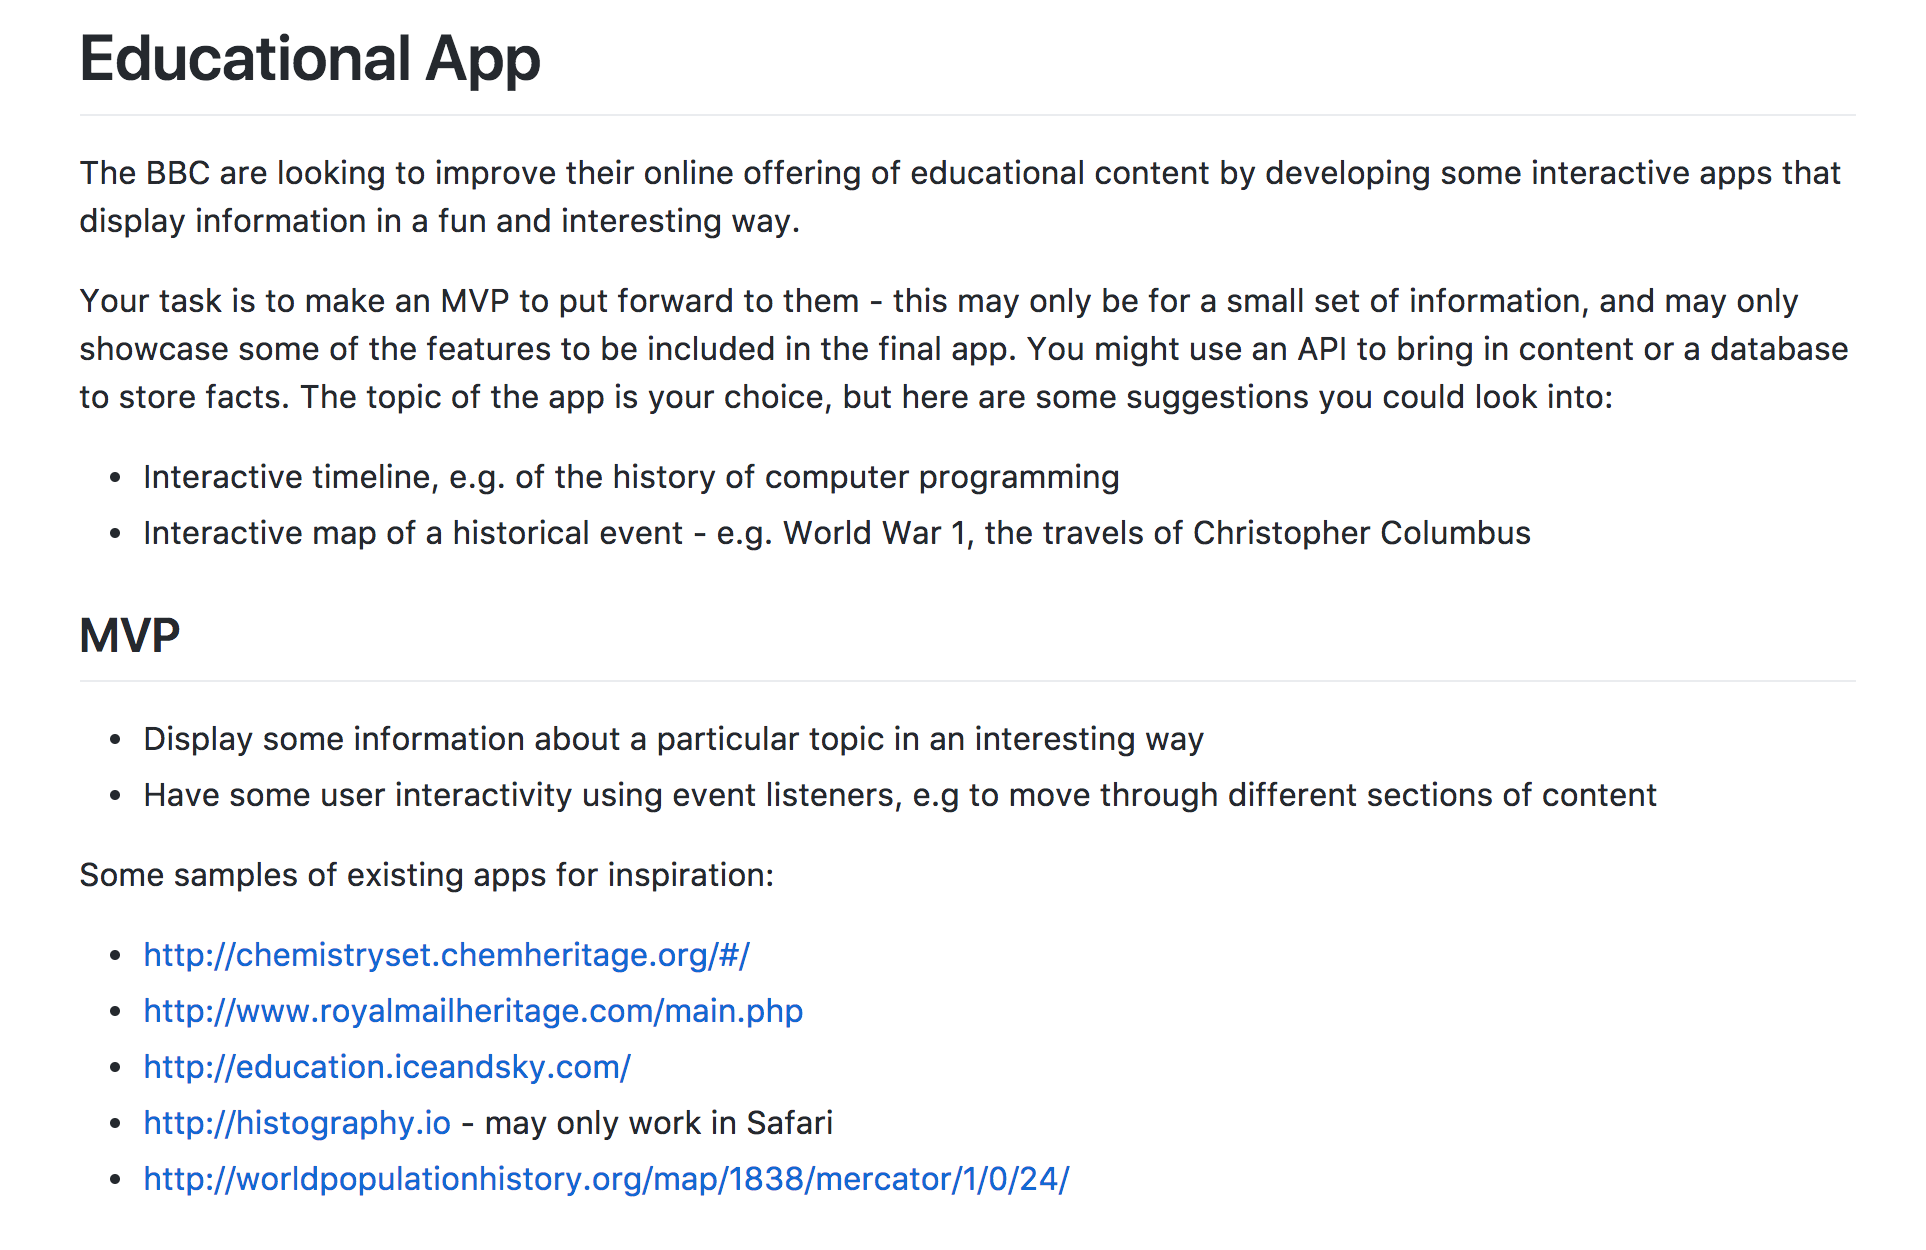 Educational App
The BBC are looking to improve their online offering of educational content by developing some interactive apps that
display information in a fun and interesting way.
Your task is to make an MVP to put forward to them - this may only be for a small set of information, and may only
showcase some of the features to be included in the final app. You might use an API to bring in content or a database
to store facts. The topic of the app is your choice, but here are some suggestions you could look into:
• Interactive timeline, e.g. of the history of computer programming
• Interactive map of a historical event - e.g. World War 1, the travels of Christopher Columbus
MVP
• Display some information about a particular topic in an interesting way
• Have some user interactivity using event listeners, e.g to move through different sections of content
Some samples of existing apps for inspiration:
• http://chemistryset.chemheritage.org/#/
• http://www.royalmailheritage.com/main.php
• http://education.iceandsky.com/
• http://histography.io - may only work in Safari
• http://worldpopulationhistory.org/map/1838/mercator/1/0/24/